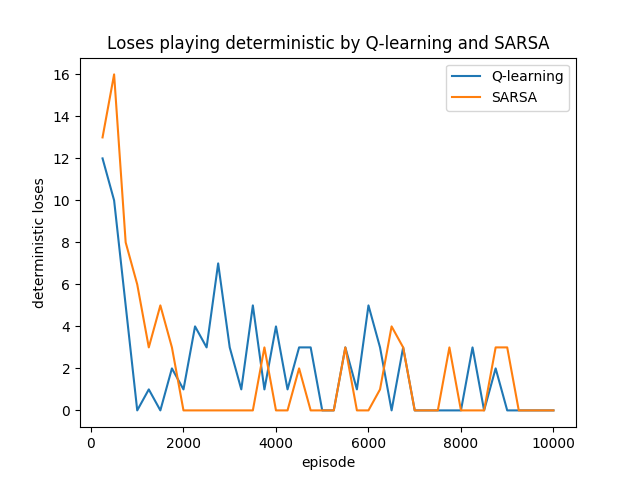 Loses playing deterministic by Q-learning and SARSA
Q-learning
SARSA
deterministic loses
16
14
12
10
8
6
4
2
0
0 2000 4000 6000 8000 10000
episode